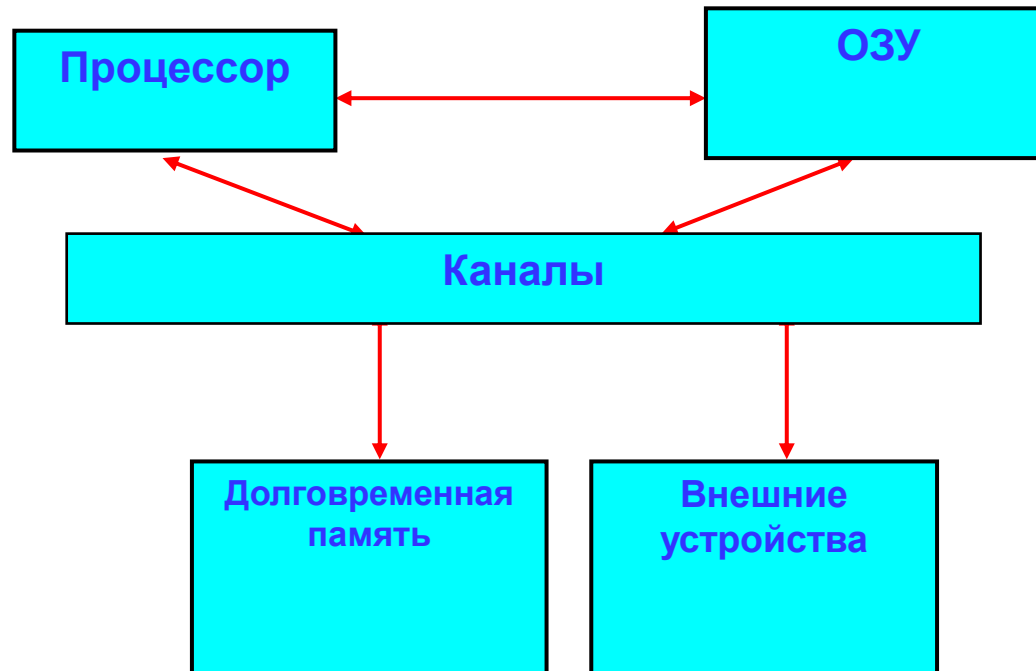 Процессор
ОЗУ
Каналы
Долговременная
память
Внешние
устройства